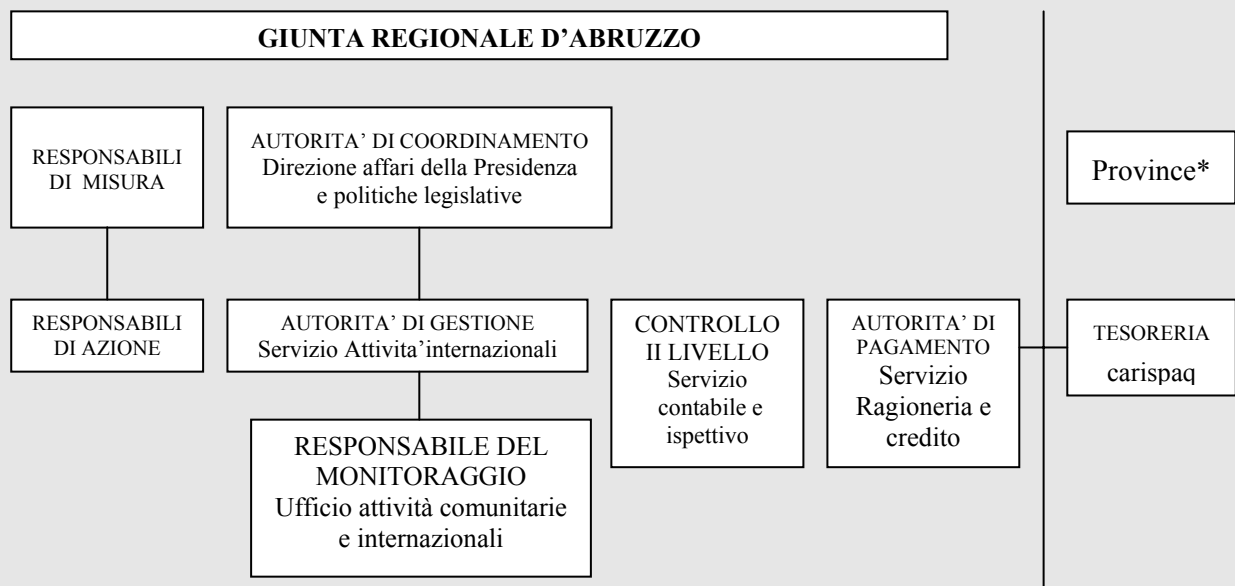 GIUNTA REGIONALE D’ABRUZZO
RESPONSABILI
DI MISURA
AUTORITA’ DI COORDINAMENTO
Direzione affari della Presidenza
e politiche legislative
Province*
RESPONSABILI
DI AZIONE
AUTORITA’ DI GESTIONE
Servizio Attivita’internazionali
CONTROLLO
II LIVELLO
Servizio
contabile e
ispettivo
AUTORITA’ DI
PAGAMENTO
Servizio
Ragioneria e
credito
TESORERIA
carispaq
RESPONSABILE DEL
MONITORAGGIO
Ufficio attività comunitarie
e internazionali